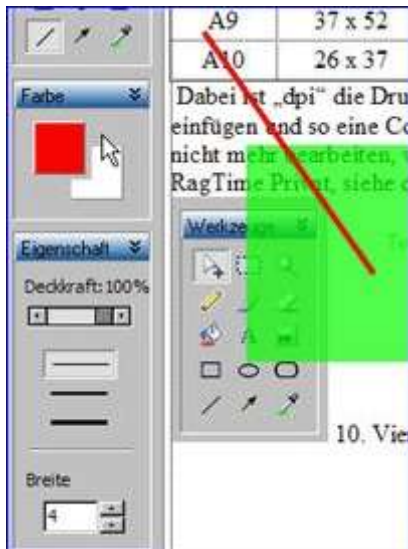 A9 37 x 52
A10 26 x 37
Dabei ist „dpi“ die Dru
einfügen und so eine Co
nicht mehr bearbeiten, v
RagTime Privat, siehe
Farbe
Werkzeuge
Eigenschaft
Deckkraft: 100%
A
10. Vie
Breite
4